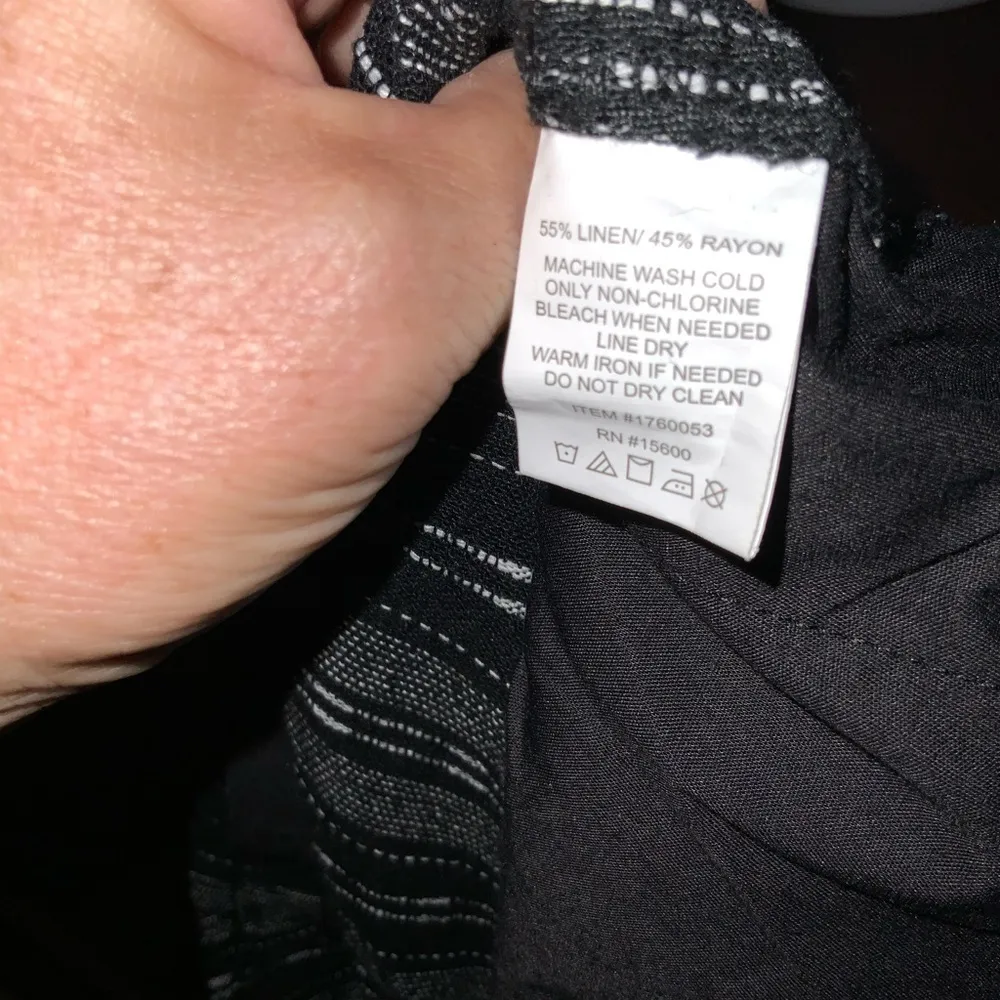 55% LINEN/ 45% RAYON
MACHINE WASH COLD
ONLY NON-CHLORINE
BLEACH WHEN NEEDED
LINE DRY
WARM IRON IF NEEDED
DO NOT DRY CLEAN
ITEM #1760053
RN #15600